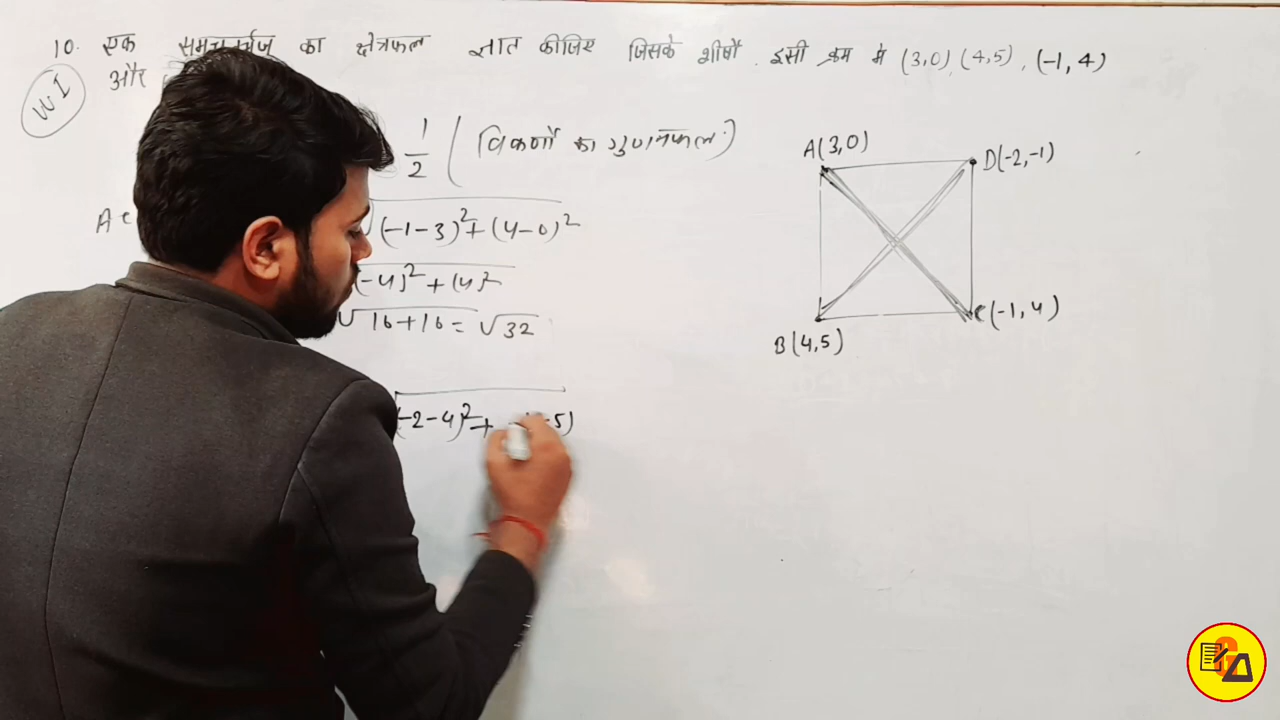 10. एक समचतुर्भुज का क्षेत्रफल ज्ञात कीजिए जिसके शीर्षों इसी क्रम में (3,0), (4,5), (-1,4)
और
W I
1/2 ( विकर्णों का गुणनफल )
A
√(-1-3)²+(4-0)²
-4)²+(4)²
√16+16 = √32
(-2-4)²+ -5)
A(3,0)
D(-2,-1)
C(-1,4)
B(4,5)